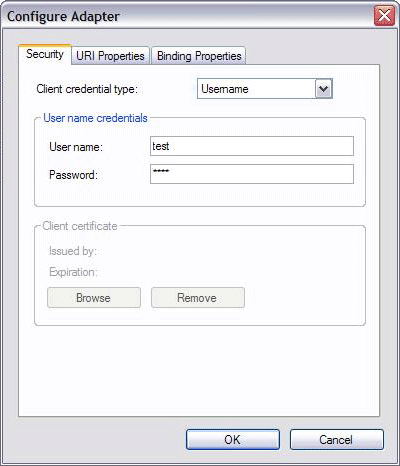 Configure Adapter
Security URI Properties Binding Properties
Client credential type: Username
User name credentials
User name: test
Password: ****
Client certificate
Issued by:
Expiration:
Browse Remove
OK Cancel